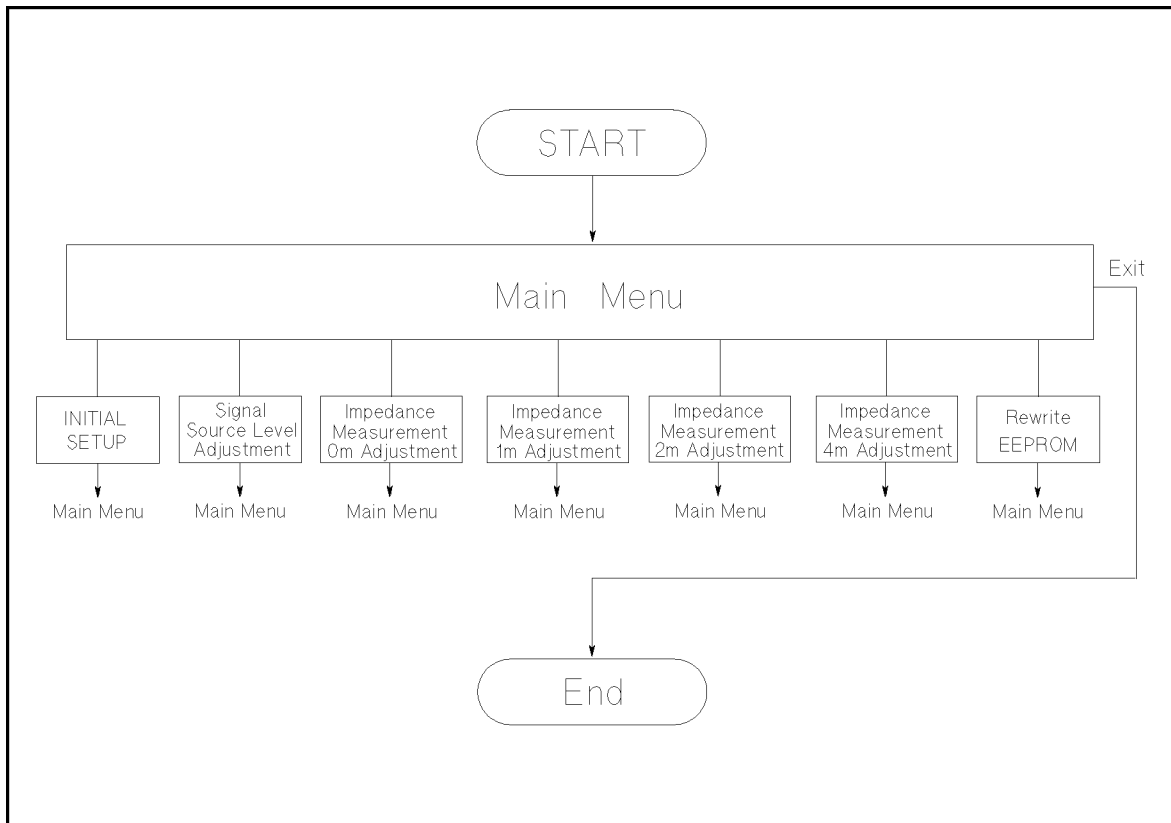 START
Exit
Main Menu
INITIAL
SETUP
Signal
Source Level
Adjustment
Impedance
Measurement
0m Adjustment
Impedance
Measurement
1m Adjustment
Impedance
Measurement
2m Adjustment
Impedance
Measurement
4m Adjustment
Rewrite
EEPROM
Main Menu
Main Menu
Main Menu
Main Menu
Main Menu
Main Menu
Main Menu
End